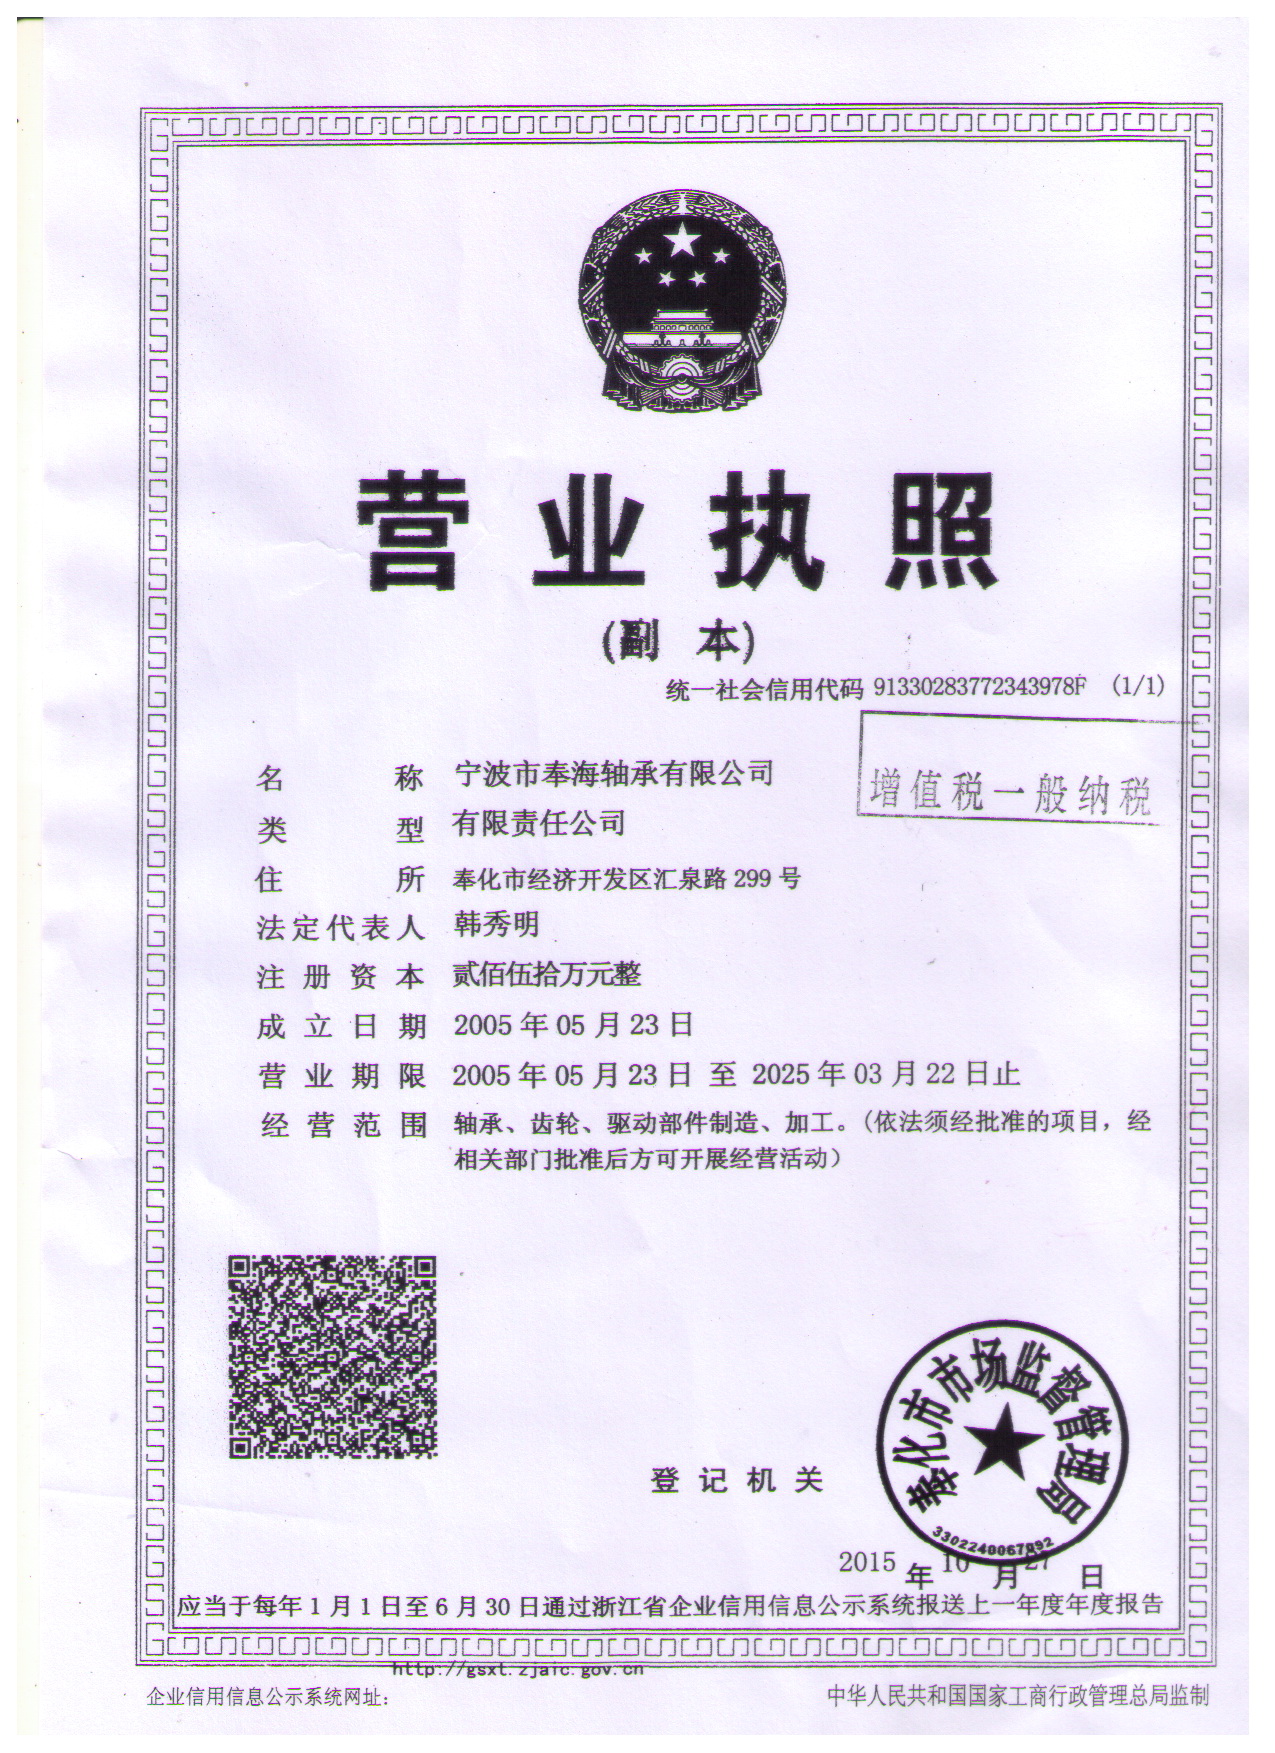 营业执照
(副 本)
统一社会信用代码 91330283772343978F (1/1)
增值税一般纳税
名 称 宁波市奉海轴承有限公司
类 型 有限责任公司
住 所 奉化市经济开发区汇泉路 299 号
法定代表人 韩秀明
注册资本 贰佰伍拾万元整
成立日期 2005 年 05 月 23 日
营业期限 2005 年 05 月 23 日 至 2025 年 03 月 22 日止
经营范围 轴承、齿轮、驱动部件制造、加工。(依法须经批准的项目，经
相关部门批准后方可开展经营活动)
奉化市市场监督管理局
3302240067092
登记机关
2015 年 10 月 27 日
应当于每年 1 月 1 日至 6 月 30 日通过浙江省企业信用信息公示系统报送上一年度年度报告
http://gsxt.zjaic.gov.cn
企业信用信息公示系统网址：
中华人民共和国国家工商行政管理总局监制